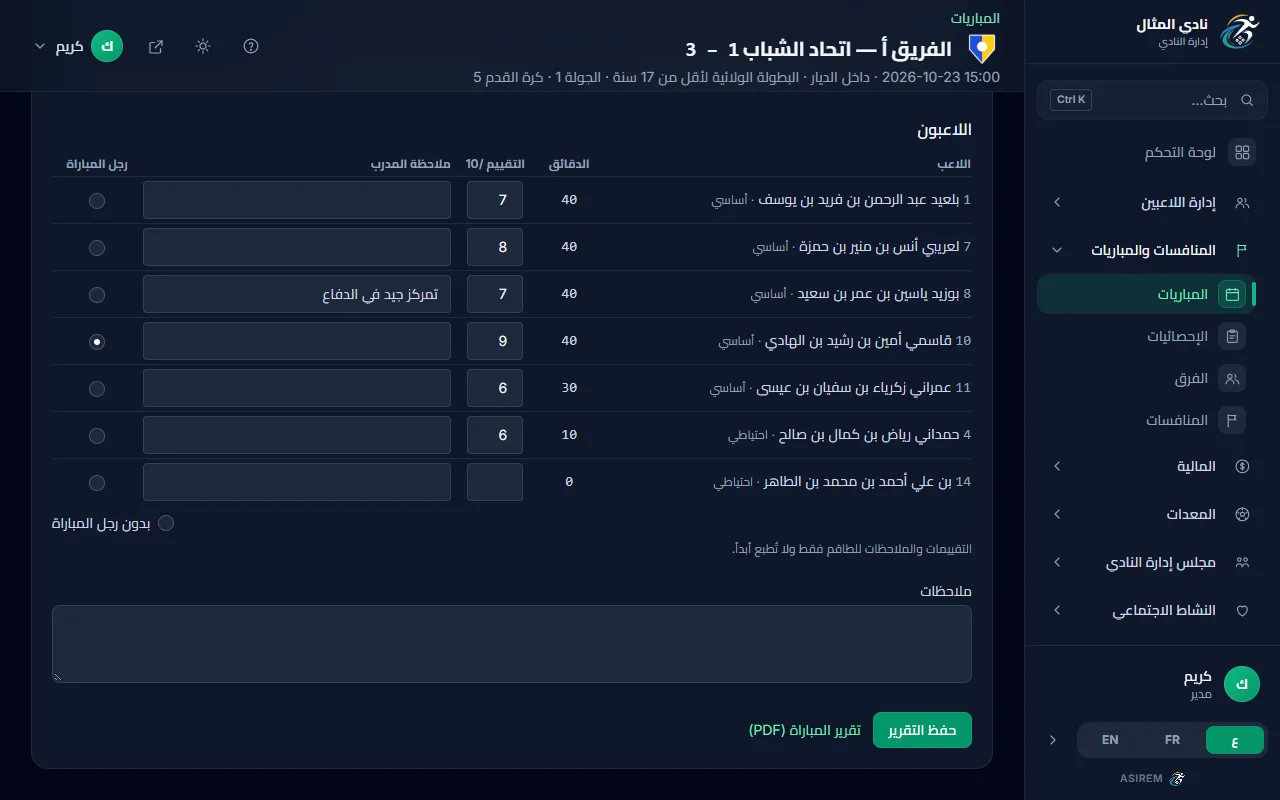 نادي المثال
إدارة النادي
بحث...
Ctrl K
لوحة التحكم
إدارة اللاعبين
المنافسات والمباريات
المباريات
الإحصائيات
الفرق
المنافسات
المالية
المعدات
مجلس إدارة النادي
النشاط الاجتماعي
ك
كريم
مدير
ع
FR
EN
ASIREM
المباريات
الفريق أ — اتحاد الشباب 1 – 3
15:00 2026-10-23 · داخل الديار · البطولة الولائية لأقل من 17 سنة · الجولة 1 · كرة القدم 5
ك
كريم
اللاعبون
اللاعب الدقائق التقييم /10 ملاحظة المدرب رجل المباراة
1 بلعيد عبد الرحمن بن فريد بن يوسف · أساسي 40 7
7 لعريبي أنس بن منير بن حمزة · أساسي 40 8
8 بوزيد ياسين بن عمر بن سعيد · أساسي 40 7 تمركز جيد في الدفاع
10 قاسمي أمين بن رشيد بن الهادي · أساسي 40 9
11 عمراني زكرياء بن سفيان بن عيسى · أساسي 30 6
4 حمداني رياض بن كمال بن صالح · احتياطي 10 6
14 بن علي أحمد بن محمد بن الطاهر · احتياطي 0
بدون رجل المباراة
التقييمات والملاحظات للطاقم فقط ولا تُطبع أبداً.
ملاحظات
حفظ التقرير
تقرير المباراة (PDF)